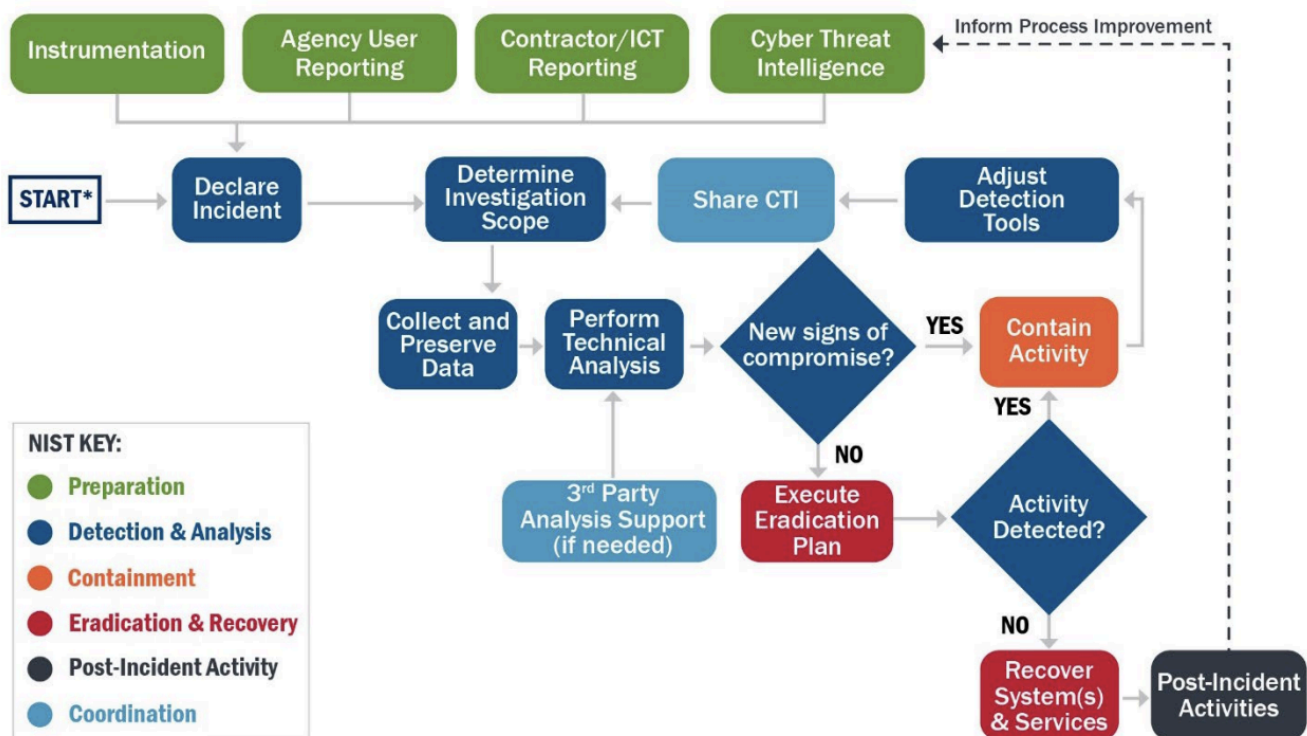 Instrumentation
Agency User
Reporting
Contractor/ICT
Reporting
Cyber Threat
Intelligence
Inform Process Improvement
START*
Declare
Incident
Determine
Investigation
Scope
Share CTI
Adjust
Detection
Tools
Collect and
Preserve
Data
Perform
Technical
Analysis
New signs of
compromise?
YES
Contain
Activity
YES
NO
3rd Party
Analysis Support
(if needed)
Execute
Eradication
Plan
Activity
Detected?
NO
Recover
System(s)
& Services
Post-Incident
Activities
NIST KEY:
Preparation
Detection & Analysis
Containment
Eradication & Recovery
Post-Incident Activity
Coordination